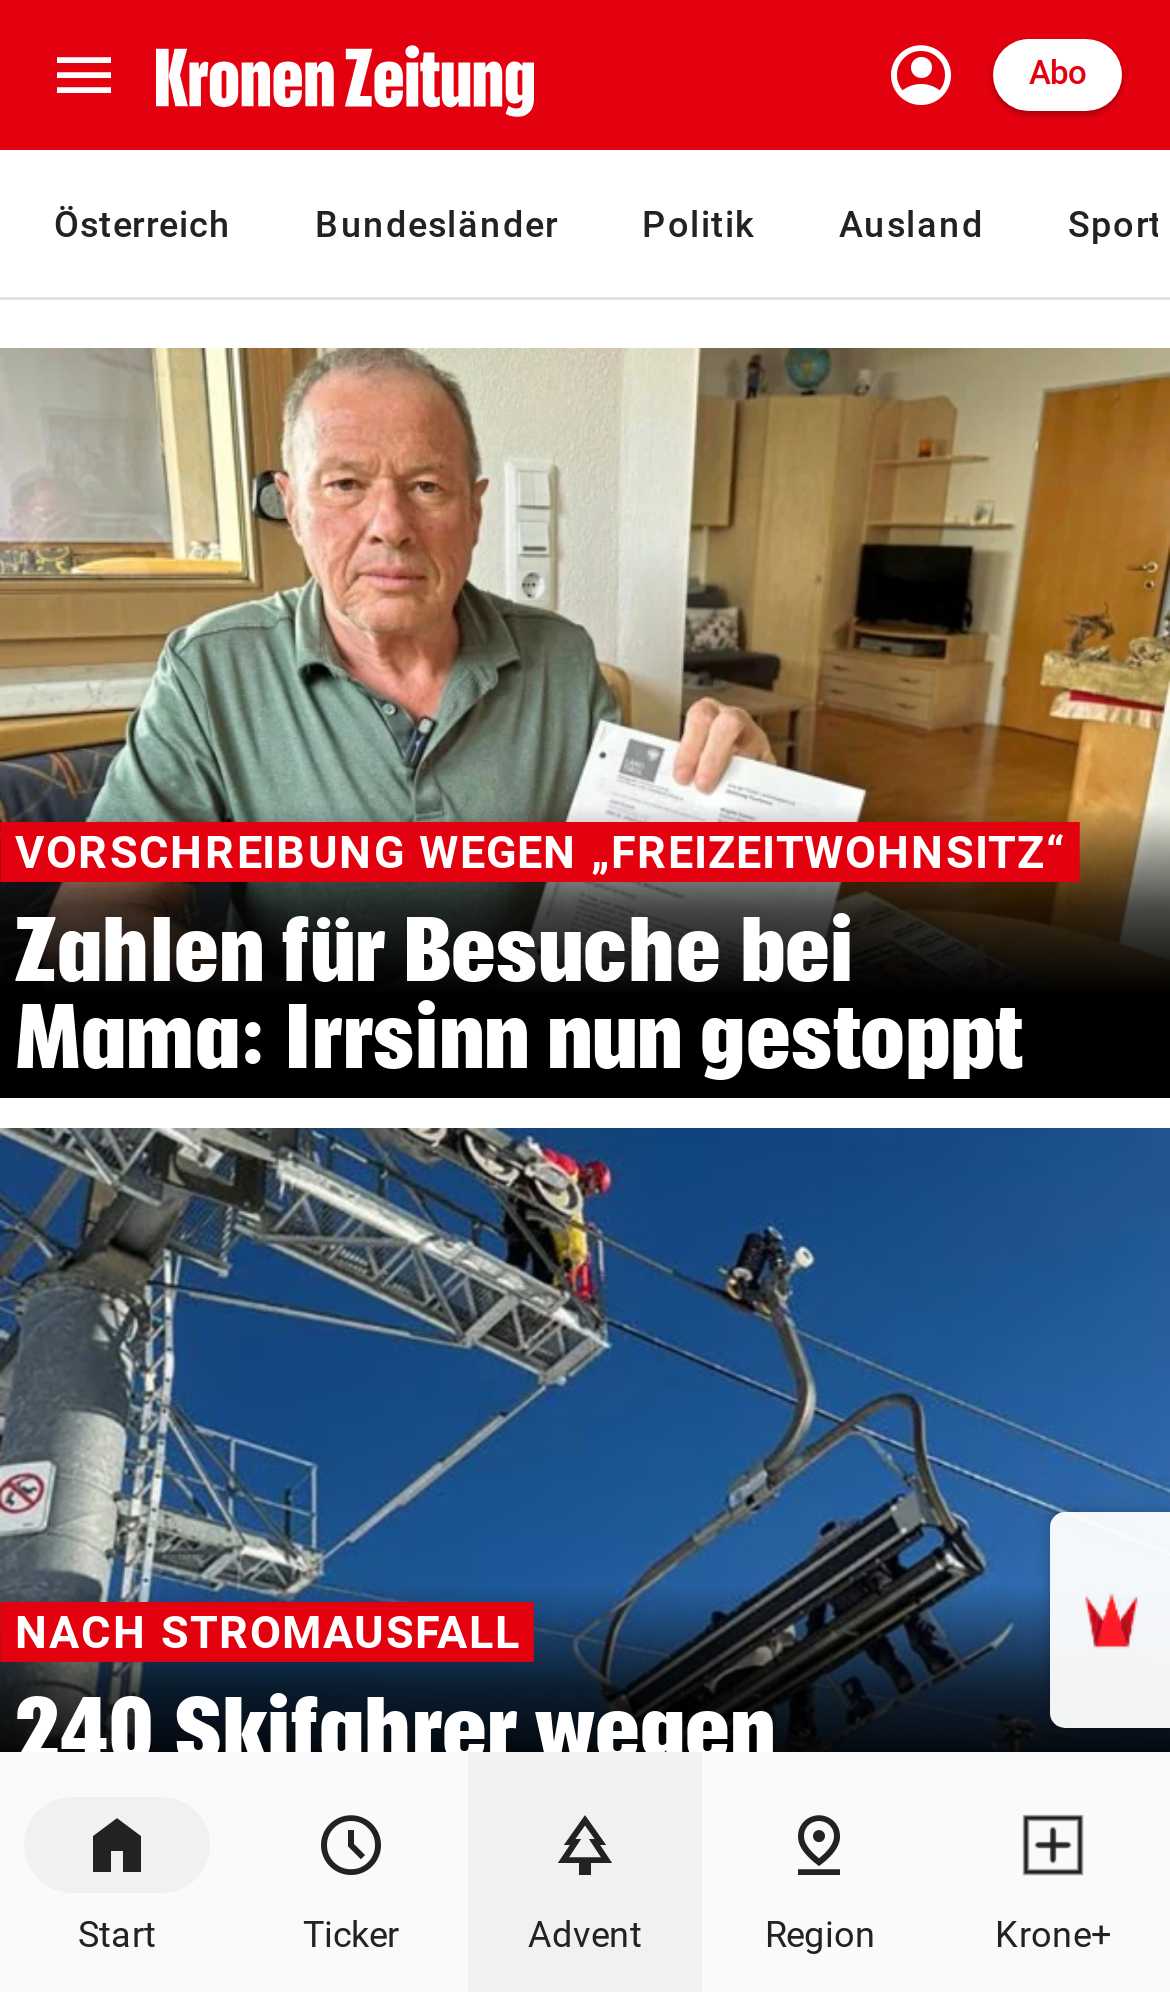 Kronen Zeitung
Abo
Österreich Bundesländer Politik Ausland Sport
VORSCHREIBUNG WEGEN „FREIZEITWOHNSITZ“
Zahlen für Besuche bei
Mama: Irrsinn nun gestoppt
NACH STROMAUSFALL
240 Skifahrer wegen
Start Ticker Advent Region Krone+